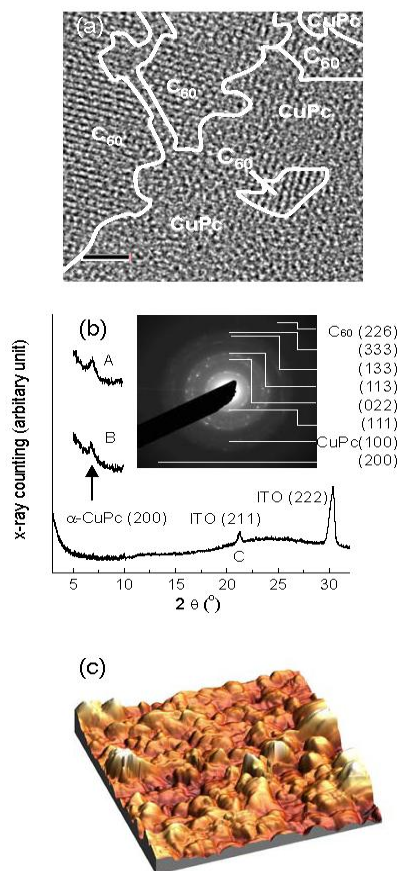 (a)
CuPc
C60
C60
CuPc
C60
C60
CuPc
(b)
A
B
C60 (226)
(333)
(133)
(113)
(022)
(111)
CuPc(100)
(200)
α-CuPc (200)
ITO (211)
ITO (222)
C
x-ray counting (arbitary unit)
5 10 15 20 25 30
2 θ (°)
(c)